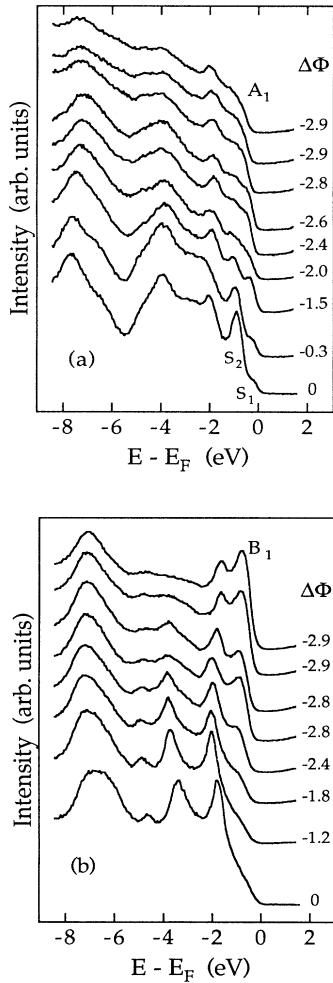 ΔΦ
A₁
-2.9
-2.9
-2.8
-2.6
-2.4
-2.0
-1.5
-0.3
0
S₂
S₁
(a)
Intensity (arb. units)
-8 -6 -4 -2 0 2
E - E_F (eV)
B₁
ΔΦ
-2.9
-2.9
-2.8
-2.8
-2.4
-1.8
-1.2
0
(b)
Intensity (arb. units)
-8 -6 -4 -2 0 2
E - E_F (eV)